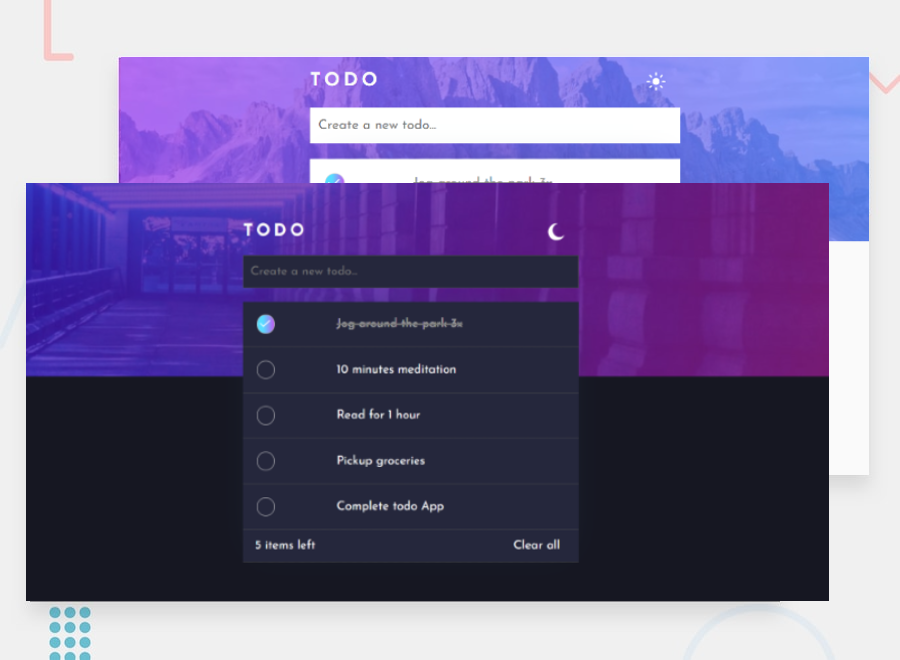 TODO
Create a new todo...
Jog around the park 3x
TODO
Create a new todo...
Jog around the park 3x
10 minutes meditation
Read for 1 hour
Pickup groceries
Complete todo App
5 items left
Clear all